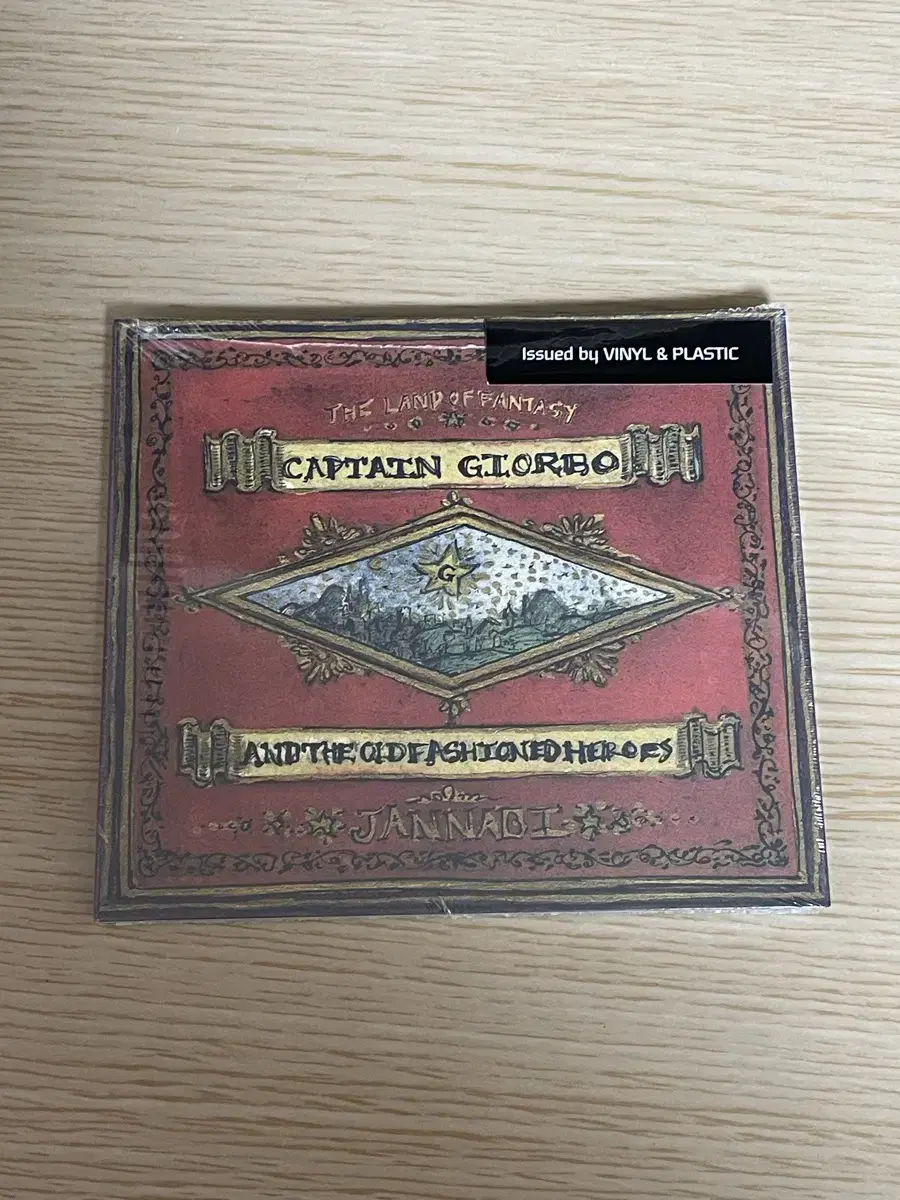 Issued by VINYL & PLASTIC
THE LAND OF FANTASY
CAPTAIN GIORBO
G
AND THE OLD FASHIONED HEROES
JANNABI